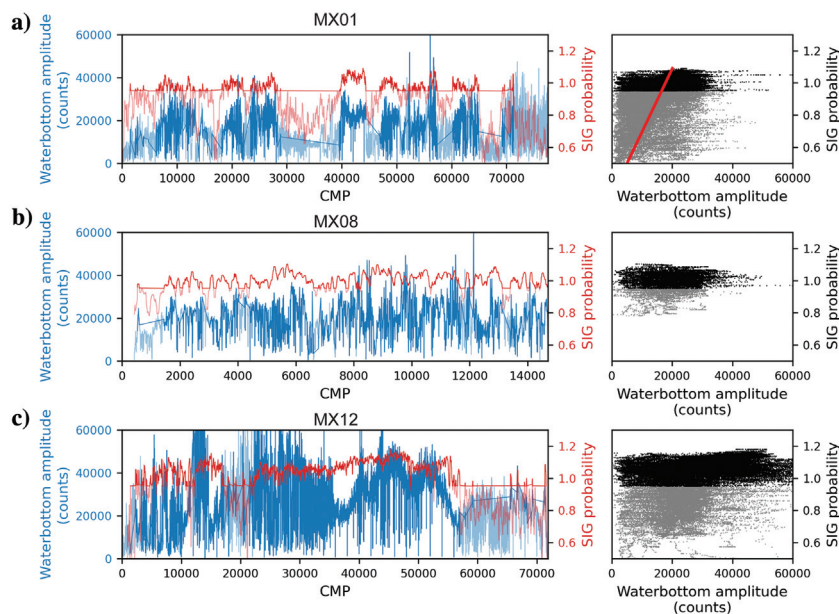 a)
MX01
Waterbottom amplitude
(counts)
60000
40000
20000
0
0 10000 20000 30000 40000 50000 60000 70000
CMP
1.2
1.0
0.8
0.6
SIG probability
1.2
1.0
0.8
0.6
SIG probability
0 20000 40000 60000
Waterbottom amplitude
(counts)
b)
MX08
Waterbottom amplitude
(counts)
60000
40000
20000
0
0 2000 4000 6000 8000 10000 12000 14000
CMP
1.2
1.0
0.8
0.6
SIG probability
1.2
1.0
0.8
0.6
SIG probability
0 20000 40000 60000
Waterbottom amplitude
(counts)
c)
MX12
Waterbottom amplitude
(counts)
60000
40000
20000
0
0 10000 20000 30000 40000 50000 60000 70000
CMP
1.2
1.0
0.8
0.6
SIG probability
1.2
1.0
0.8
0.6
SIG probability
0 20000 40000 60000
Waterbottom amplitude
(counts)